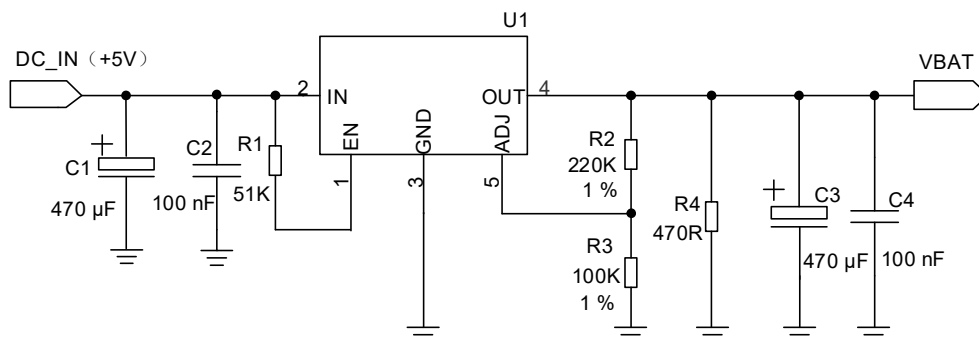 U1
DC_IN（+5V）
VBAT
2
IN
OUT
4
EN
GND
ADJ
1
3
5
C1
470 µF
C2
100 nF
R1
51K
R2
220K
1 %
R3
100K
1 %
R4
470R
C3
470 µF
C4
100 nF